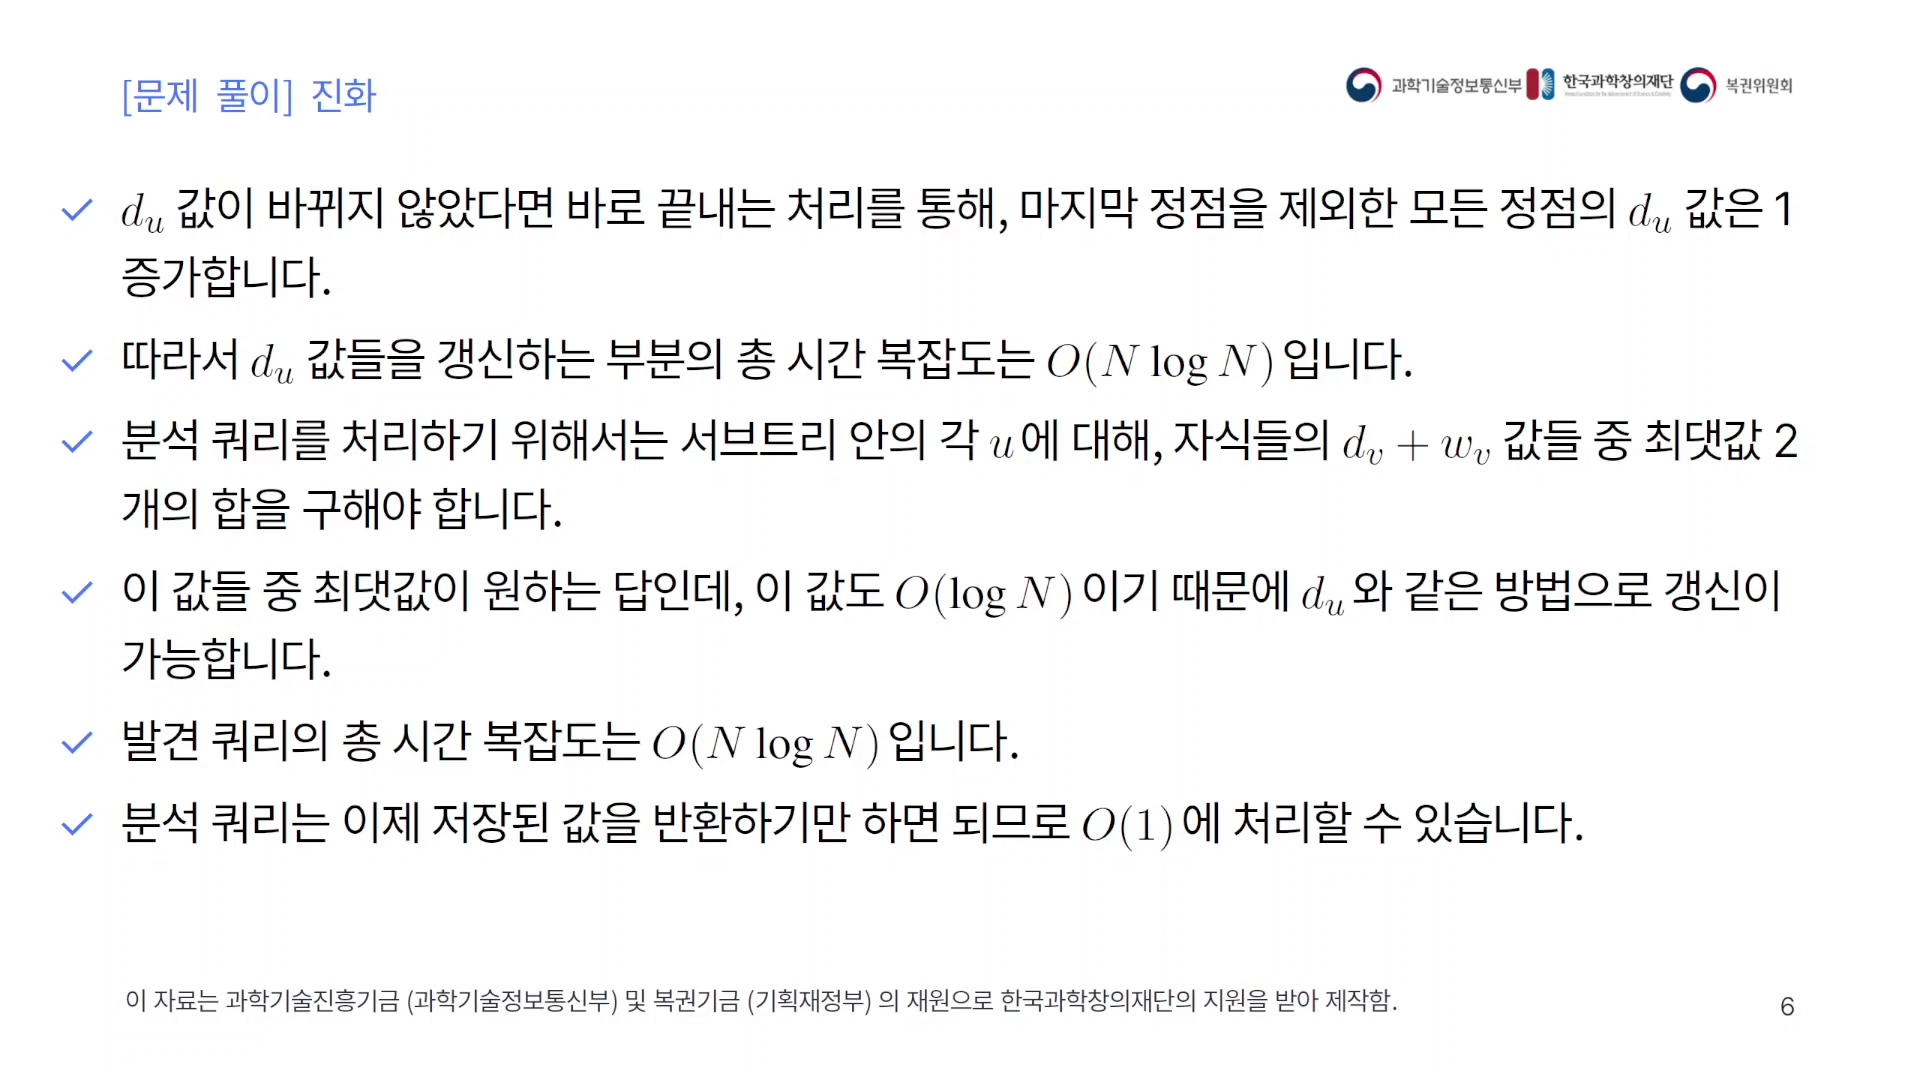 [문제 풀이] 진화
과학기술정보통신부 한국과학창의재단 복권위원회
d_u 값이 바뀌지 않았다면 바로 끝내는 처리를 통해, 마지막 정점을 제외한 모든 정점의 d_u 값은 1
증가합니다.
따라서 d_u 값들을 갱신하는 부분의 총 시간 복잡도는 O(N log N)입니다.
분석 쿼리를 처리하기 위해서는 서브트리 안의 각 u에 대해, 자식들의 d_v + w_v 값들 중 최댓값 2
개의 합을 구해야 합니다.
이 값들 중 최댓값이 원하는 답인데, 이 값도 O(log N)이기 때문에 d_u와 같은 방법으로 갱신이
가능합니다.
발견 쿼리의 총 시간 복잡도는 O(N log N)입니다.
분석 쿼리는 이제 저장된 값을 반환하기만 하면 되므로 O(1)에 처리할 수 있습니다.
이 자료는 과학기술진흥기금 (과학기술정보통신부) 및 복권기금 (기획재정부) 의 재원으로 한국과학창의재단의 지원을 받아 제작함.
6